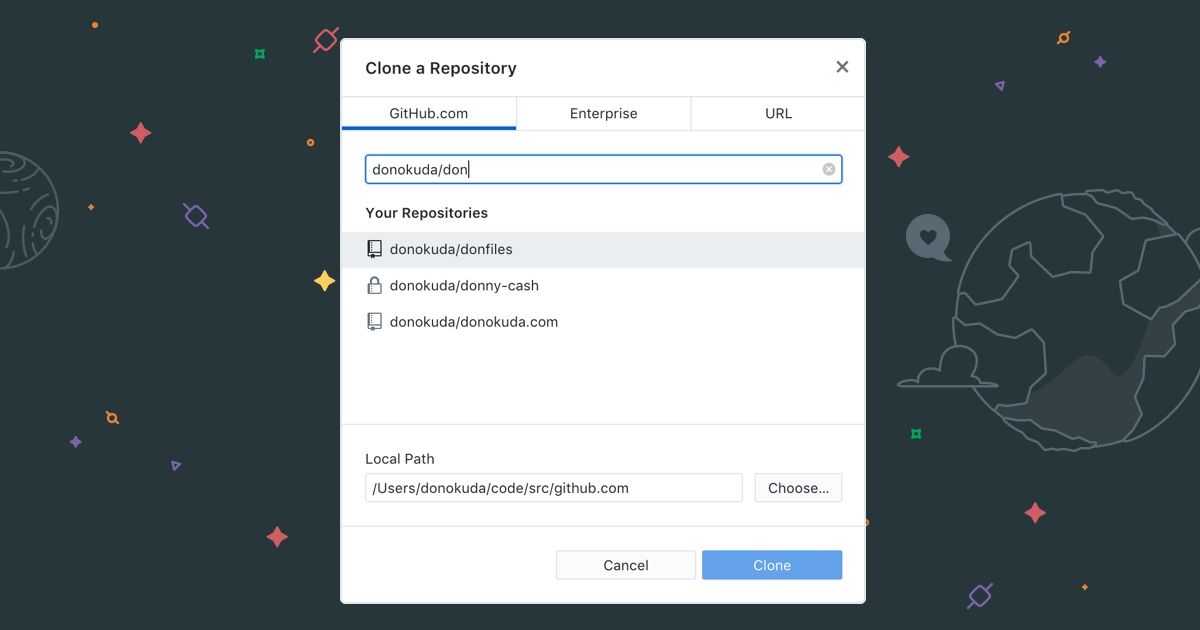 Clone a Repository
GitHub.com
Enterprise
URL
donokuda/don
Your Repositories
donokuda/donfiles
donokuda/donny-cash
donokuda/donokuda.com
Local Path
/Users/donokuda/code/src/github.com
Choose...
Cancel
Clone